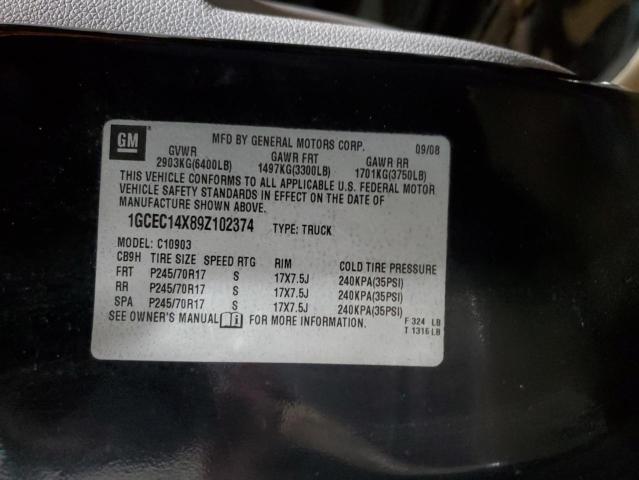 GM ® MFD BY GENERAL MOTORS CORP. 09/08
GVWR GAWR FRT GAWR RR
2903KG(6400LB) 1497KG(3300LB) 1701KG(3750LB)
THIS VEHICLE CONFORMS TO ALL APPLICABLE U.S. FEDERAL MOTOR
VEHICLE SAFETY STANDARDS IN EFFECT ON THE DATE OF
MANUFACTURE SHOWN ABOVE.
1GCEC14X89Z102374 TYPE: TRUCK
MODEL: C10903
CB9H TIRE SIZE SPEED RTG RIM COLD TIRE PRESSURE
FRT P245/70R17 S 17X7.5J 240KPA(35PSI)
RR P245/70R17 S 17X7.5J 240KPA(35PSI)
SPA P245/70R17 S 17X7.5J 240KPA(35PSI)
SEE OWNER'S MANUAL FOR MORE INFORMATION.
F 324 LB
T 1316 LB